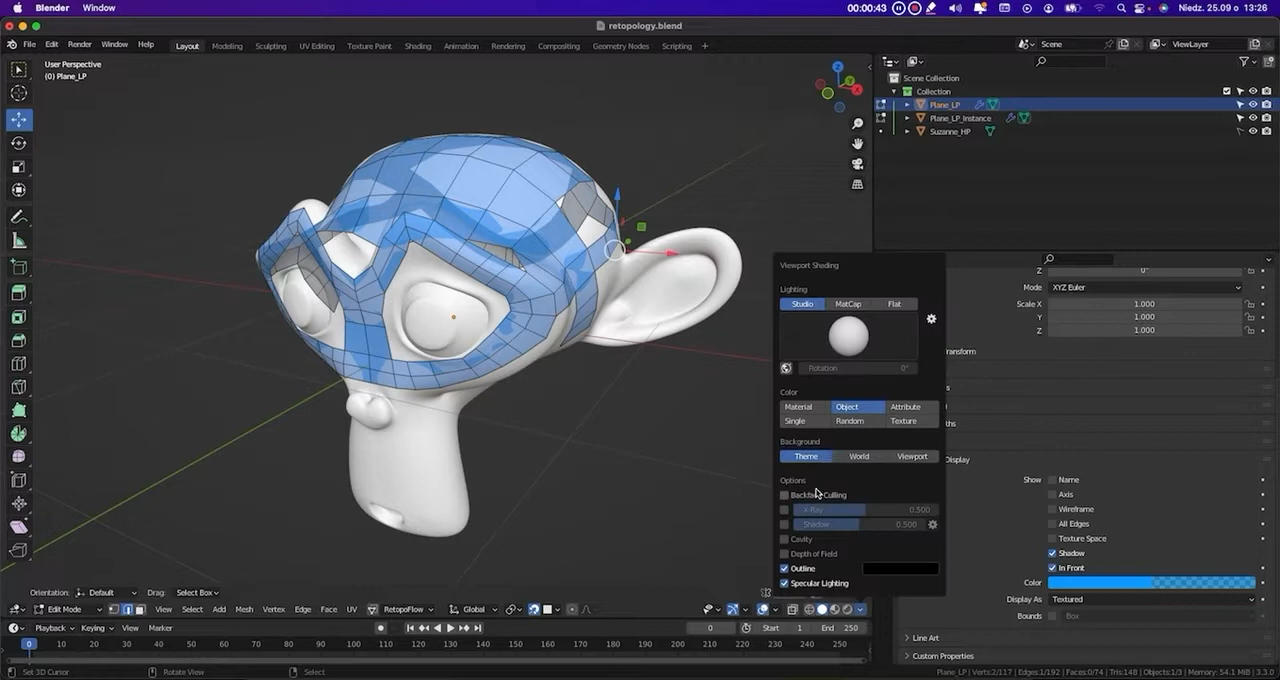 Blender Window 00:00:43 Niedz. 25.09 o 13:26
retopology.blend
File Edit Render Window Help Layout Modeling Sculpting UV Editing Texture Paint Shading Animation Rendering Compositing Geometry Nodes Scripting + Scene ViewLayer
User Perspective
(0) Plane_LP
Z
X
Y
Scene Collection
Collection
Plane_LP
Plane_LP_Instance
Suzanne_HP
Viewport Shading
Lighting
Studio MatCap Flat
Rotation 0°
Color
Material Object Attribute
Single Random Texture
Background
Theme World Viewport
Options
Backface Culling
X-Ray 0.500
Shadow 0.500
Cavity
Depth of Field
Outline
Specular Lighting
Z 0°
Mode XYZ Euler
Scale X 1.000
Y 1.000
Z 1.000
ansform
ths
Display
Show Name
Axis
Wireframe
All Edges
Texture Space
Shadow
In Front
Color
Display As Textured
Bounds Box
Line Art
Custom Properties
Orientation: Default Drag: Select Box
Edit Mode View Select Add Mesh Vertex Edge Face UV RetopoFlow Global
Playback Keying View Marker 0 Start 1 End 250
0 10 20 30 40 50 60 70 80 90 100 110 120 130 140 150 160 170 180 190 200 210 220 230 240 250
Set 3D Cursor Rotate View Select Plane_LP | Verts:2/117 | Edges:1/192 | Faces:0/74 | Tris:148 | Objects:1/3 | Memory: 54.1 MiB | 3.3.0